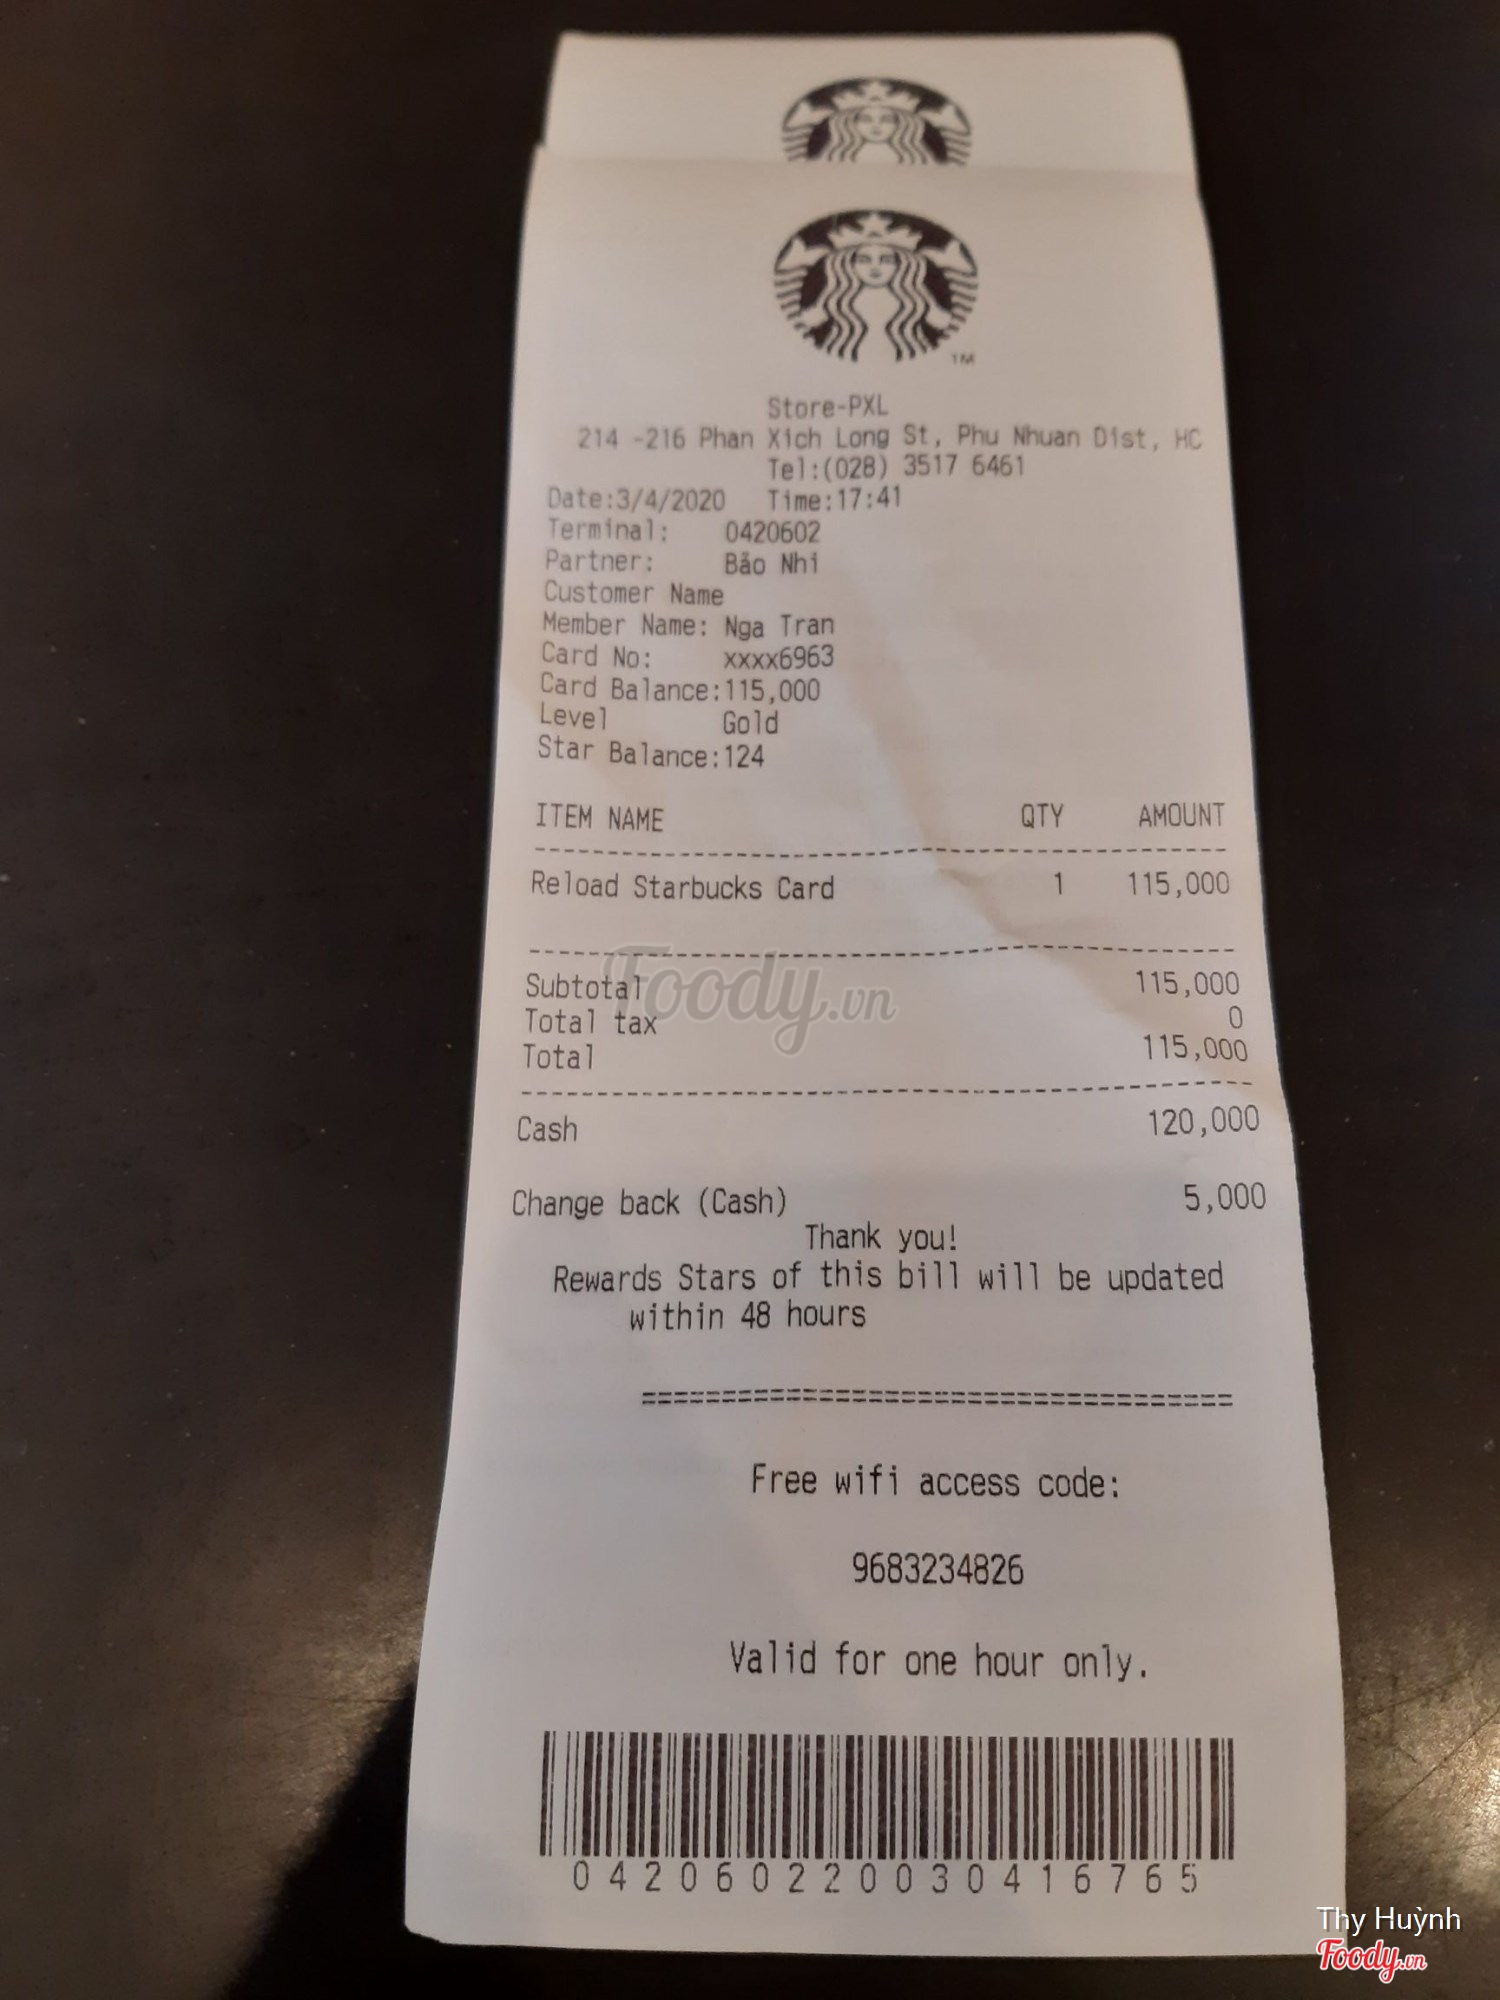 TM
Store-PXL
214 -216 Phan Xich Long St, Phu Nhuan Dist, HC
Tel:(028) 3517 6461
Date:3/4/2020 Time:17:41
Terminal: 0420602
Partner: Bảo Nhi
Customer Name
Member Name: Nga Tran
Card No: xxxx6963
Card Balance:115,000
Level Gold
Star Balance:124
ITEM NAME QTY AMOUNT
Reload Starbucks Card 1 115,000
Subtotal 115,000
Total tax 0
Total 115,000
Foody.vn
Cash 120,000
Change back (Cash) 5,000
Thank you!
Rewards Stars of this bill will be updated
within 48 hours
===================================
Free wifi access code:
9683234826
Valid for one hour only.
042060220030416765
Thy Huỳnh
Foody.vn